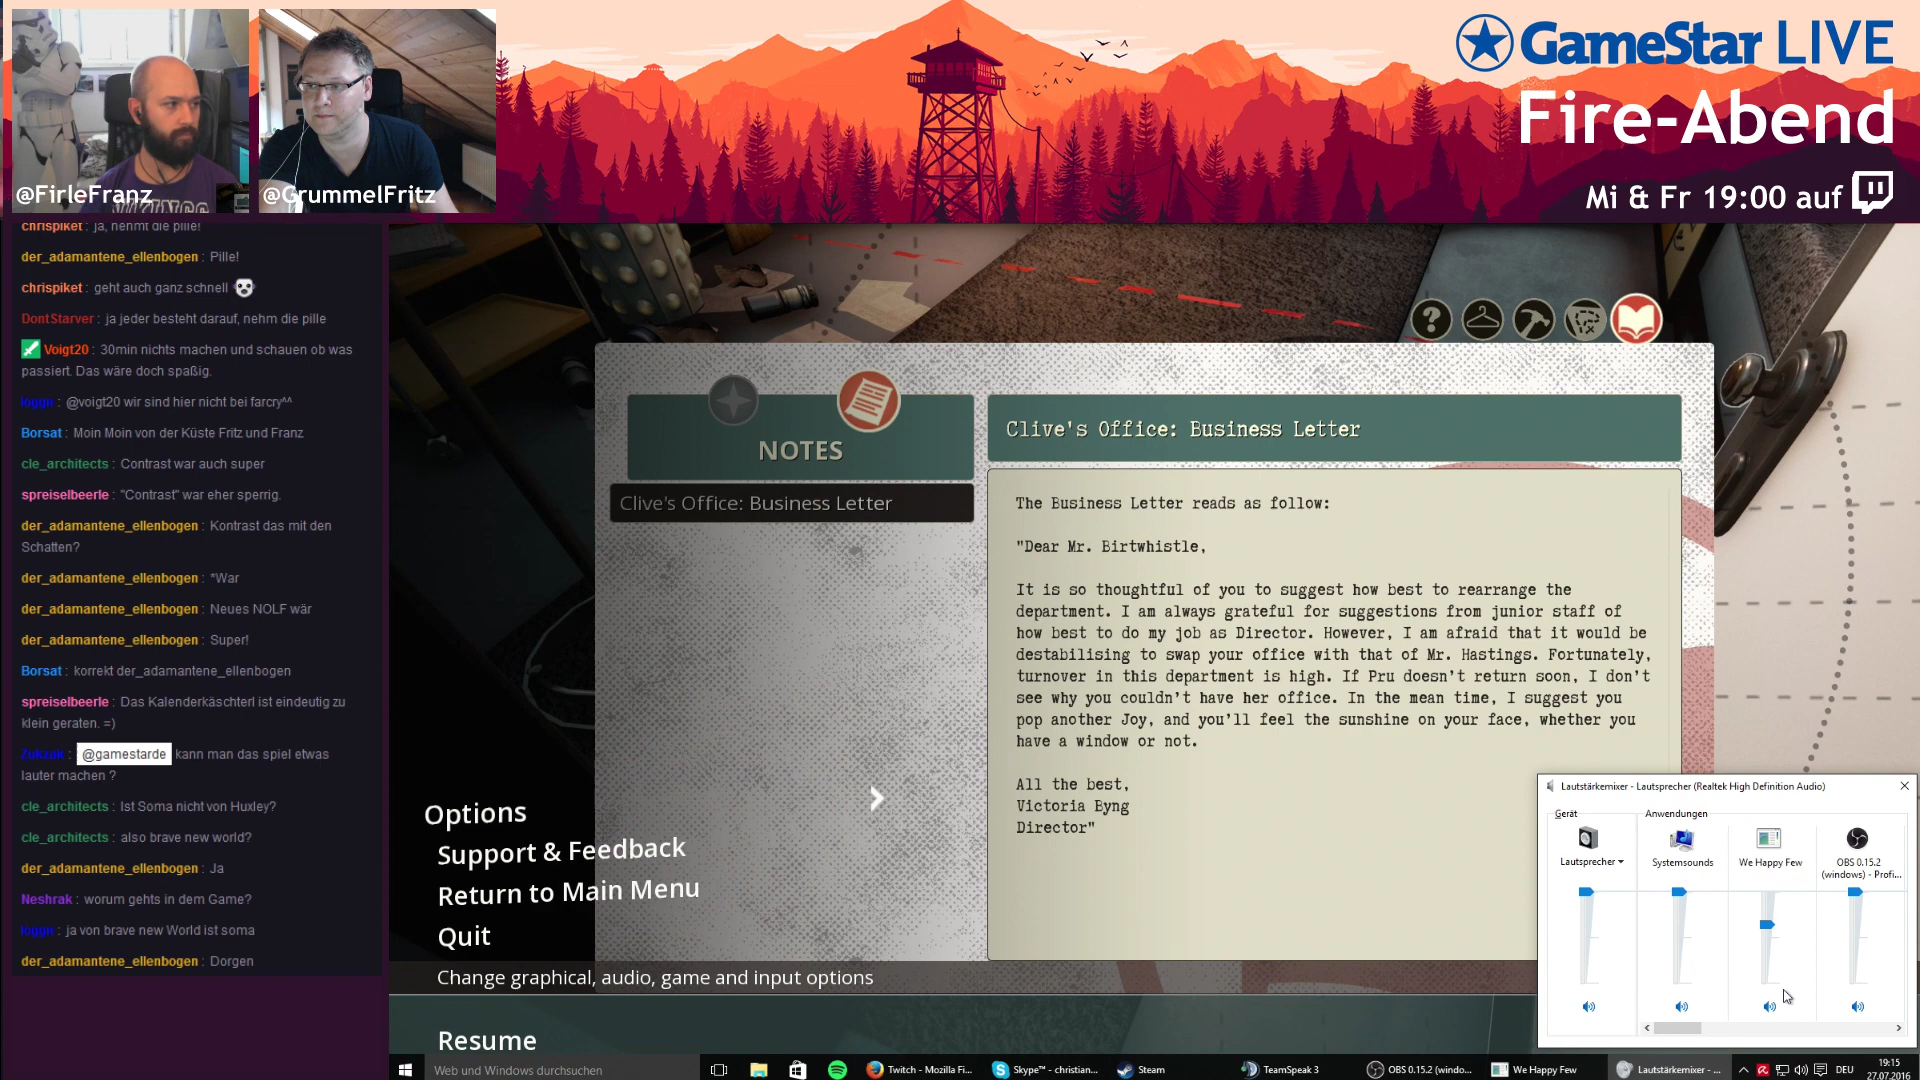 @FirleFranz
@GrummelFritz
GameStar LIVE
Fire-Abend
Mi & Fr 19:00 auf
chrispiket : ja, nehmt die pille!
der_adamantene_ellenbogen : Pille!
chrispiket : geht auch ganz schnell
DontStarver : ja jeder besteht darauf, nehm die pille
Voigt20 : 30min nichts machen und schauen ob was
passiert. Das wäre doch spaßig.
loggn : @voigt20 wir sind hier nicht bei farcry^^
Borsat : Moin Moin von der Küste Fritz und Franz
cle_architects : Contrast war auch super
spreiselbeerle : "Contrast" war eher sperrig.
der_adamantene_ellenbogen : Kontrast das mit den
Schatten?
der_adamantene_ellenbogen : *War
der_adamantene_ellenbogen : Neues NOLF wär
der_adamantene_ellenbogen : Super!
Borsat : korrekt der_adamantene_ellenbogen
spreiselbeerle : Das Kalenderkäschterl ist eindeutig zu
klein geraten. =)
Zukzak : @gamestarde kann man das spiel etwas
lauter machen ?
cle_architects : Ist Soma nicht von Huxley?
cle_architects : also brave new world?
der_adamantene_ellenbogen : Ja
Neshrak : worum gehts in dem Game?
loggn : ja von brave new World ist soma
der_adamantene_ellenbogen : Dorgen
NOTES
Clive's Office: Business Letter
Clive's Office: Business Letter
The Business Letter reads as follow:
"Dear Mr. Birtwhistle,
It is so thoughtful of you to suggest how best to rearrange the
department. I am always grateful for suggestions from junior staff of
how best to do my job as Director. However, I am afraid that it would be
destabilising to swap your office with that of Mr. Hastings. Fortunately,
turnover in this department is high. If Pru doesn't return soon, I don't
see why you couldn't have her office. In the mean time, I suggest you
pop another Joy, and you'll feel the sunshine on your face, whether you
have a window or not.
All the best,
Victoria Byng
Director"
Options
Support & Feedback
Return to Main Menu
Quit
Change graphical, audio, game and input options
Resume
Lautstärkemixer - Lautsprecher (Realtek High Definition Audio)
Gerät
Anwendungen
Lautsprecher
Systemsounds
We Happy Few
OBS 0.15.2
(windows) - Profi...
Web und Windows durchsuchen
Twitch - Mozilla Fi...
Skype™ - christian...
Steam
TeamSpeak 3
OBS 0.15.2 (windo...
We Happy Few
Lautstärkemixer - ...
DEU
19:15
27.07.2016